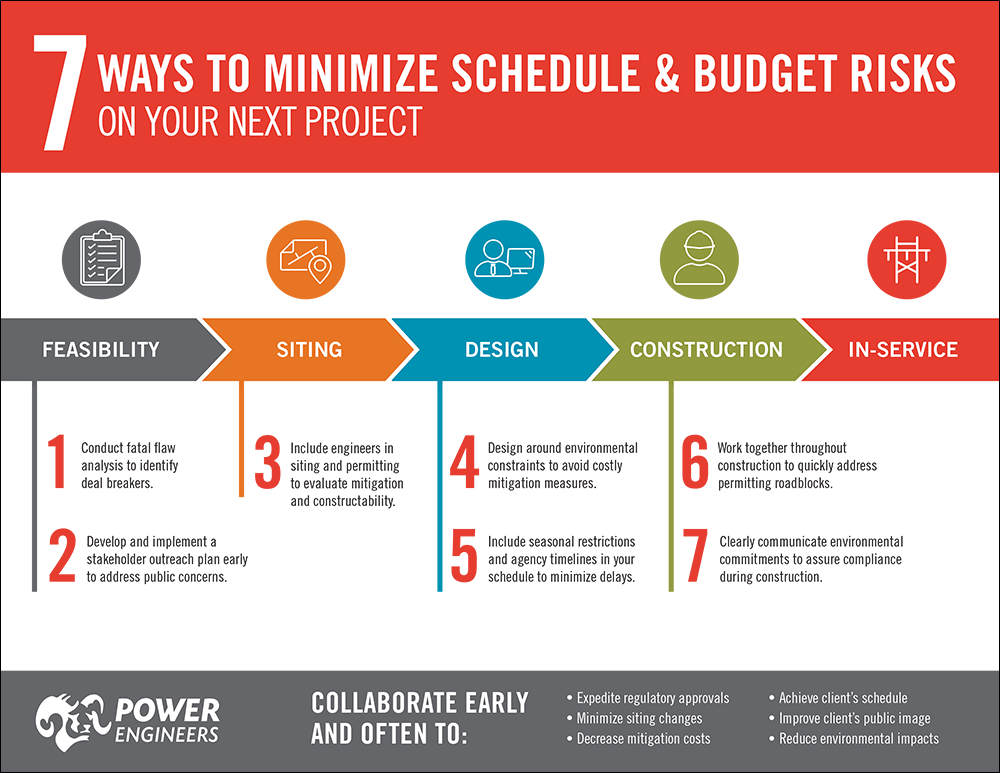 7 WAYS TO MINIMIZE SCHEDULE & BUDGET RISKS
ON YOUR NEXT PROJECT
FEASIBILITY
SITING
DESIGN
CONSTRUCTION
IN-SERVICE
1
Conduct fatal flaw
analysis to identify
deal breakers.
2
Develop and implement a
stakeholder outreach plan early
to address public concerns.
3
Include engineers in
siting and permitting
to evaluate mitigation
and constructability.
4
Design around environmental
constraints to avoid costly
mitigation measures.
5
Include seasonal restrictions
and agency timelines in your
schedule to minimize delays.
6
Work together throughout
construction to quickly address
permitting roadblocks.
7
Clearly communicate environmental
commitments to assure compliance
during construction.
POWER
ENGINEERS
COLLABORATE EARLY
AND OFTEN TO:
• Expedite regulatory approvals
• Minimize siting changes
• Decrease mitigation costs
• Achieve client's schedule
• Improve client's public image
• Reduce environmental impacts